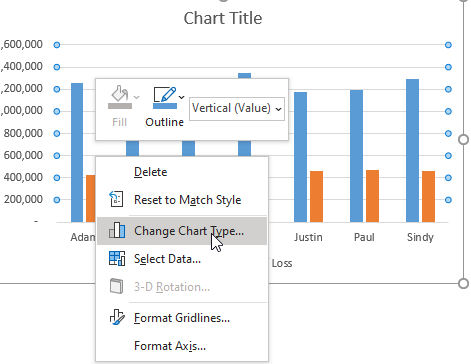 Chart Title
,600,000
,400,000
,200,000
,000,000
800,000
600,000
400,000
200,000
-
Fill
Outline
Vertical (Value)
Delete
Reset to Match Style
Change Chart Type...
Select Data...
3-D Rotation...
Format Gridlines...
Format Axis...
Adam
Justin
Paul
Sindy
Loss